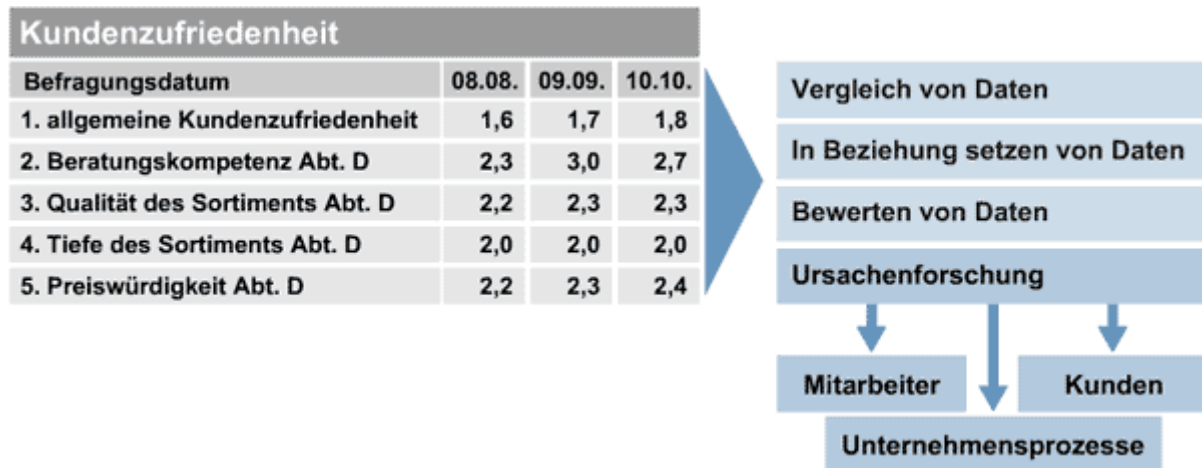 Kundenzufriedenheit
Befragungsdatum 08.08. 09.09. 10.10.
1. allgemeine Kundenzufriedenheit 1,6 1,7 1,8
2. Beratungskompetenz Abt. D 2,3 3,0 2,7
3. Qualität des Sortiments Abt. D 2,2 2,3 2,3
4. Tiefe des Sortiments Abt. D 2,0 2,0 2,0
5. Preiswürdigkeit Abt. D 2,2 2,3 2,4
Vergleich von Daten
In Beziehung setzen von Daten
Bewerten von Daten
Ursachenforschung
Mitarbeiter
Kunden
Unternehmensprozesse